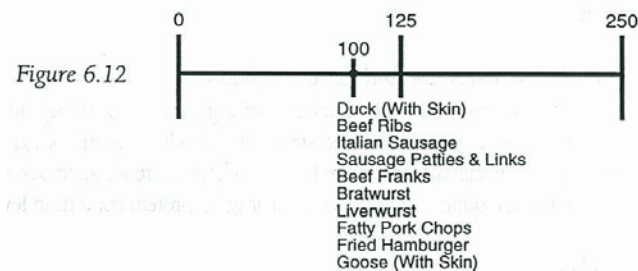 0 125 250
100
Figure 6.12
Duck (With Skin)
Beef Ribs
Italian Sausage
Sausage Patties & Links
Beef Franks
Bratwurst
Liverwurst
Fatty Pork Chops
Fried Hamburger
Goose (With Skin)